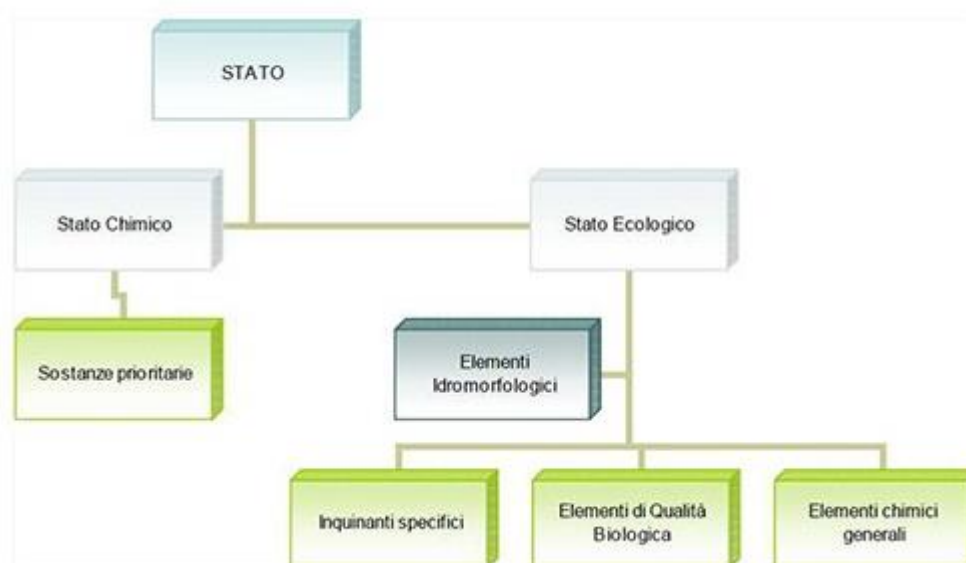 STATO
Stato Chimico
Stato Ecologico
Sostanze prioritarie
Elementi
Idromorfologici
Inquinanti specifici
Elementi di Qualità
Biologica
Elementi chimici
generali